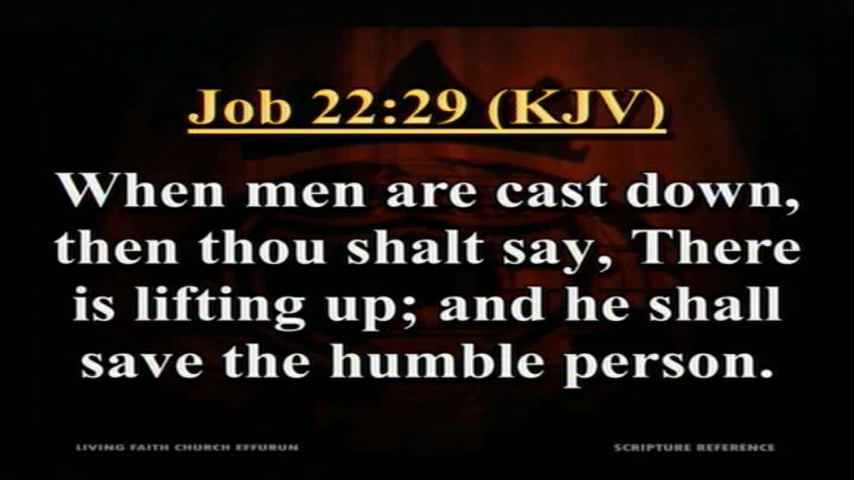 Job 22:29 (KJV)
When men are cast down,
then thou shalt say, There
is lifting up; and he shall
save the humble person.
LIVING FAITH CHURCH EFFURUN
SCRIPTURE REFERENCE